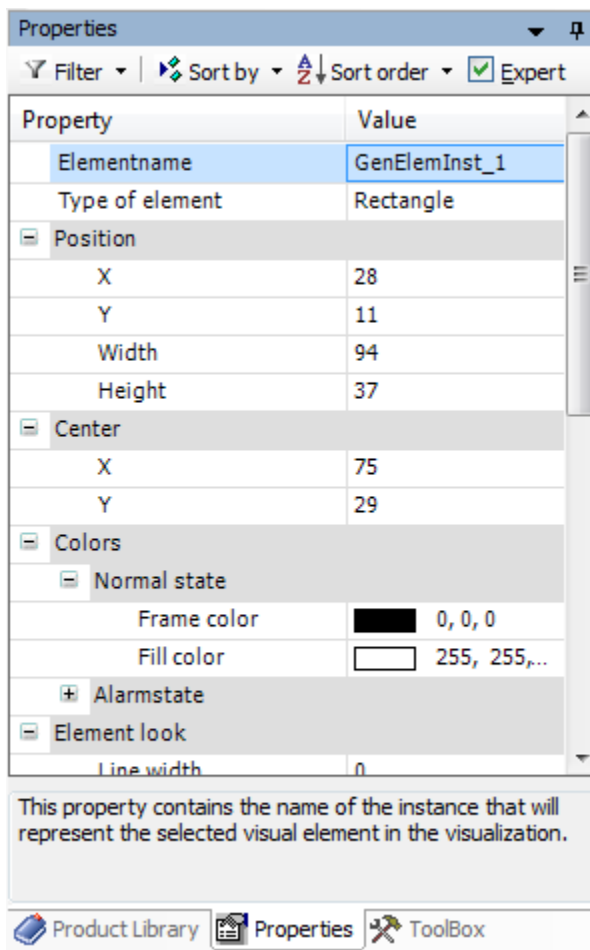 Properties
Filter Sort by Sort order Expert
Property Value
Elementname GenElemInst_1
Type of element Rectangle
Position
X 28
Y 11
Width 94
Height 37
Center
X 75
Y 29
Colors
Normal state
Frame color 0, 0, 0
Fill color 255, 255,...
Alarmstate
Element look
Line width 0
This property contains the name of the instance that will
represent the selected visual element in the visualization.
Product Library Properties ToolBox